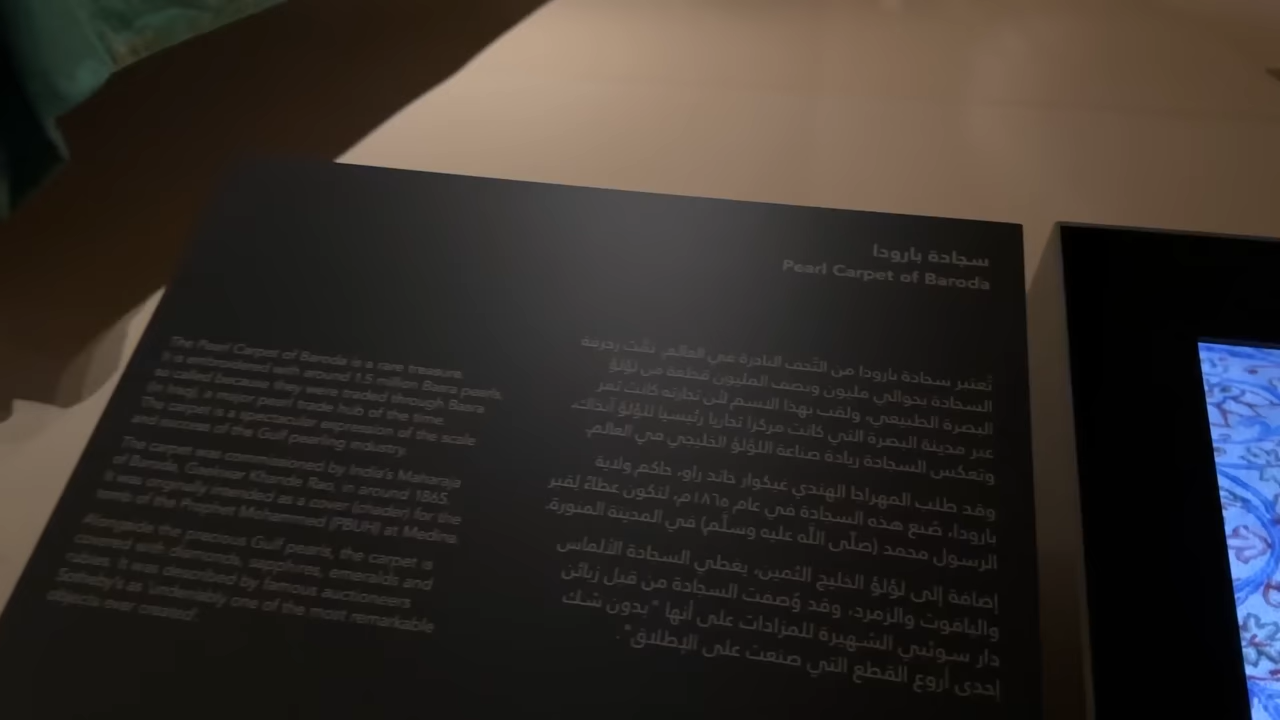 سجادة بارودا
Pearl Carpet of Baroda
تُعتبر سجادة بارودا من التُحف النادرة في العالم.
السجادة بحوالي مليون ونصف المليون قطعة من لؤلؤ
البصرة الطبيعي، ولقب بهذا الاسم لأن تجارته كانت تمر
عبر مدينة البصرة التي كانت مركزا تجاريا رئيسيا للؤلؤ آنذاك،
وتعكس السجادة ريادة صناعة اللؤلؤ الخليجي في العالم.
وقد طلب المهراجا الهندي غيكوار خاند راو، حاكم ولاية
بارودا، صُنع هذه السجادة في عام ١٨٦٥م، لتكون غطاءً لقبر
الرسول محمد (صلّى اللّه عليه وسلّم) في المدينة المنورة.
إضافة إلى لؤلؤ الخليج الثمين، يغطي السجادة الألماس
والياقوت والزمرد، وقد وُصفت السجادة من قبل زبائن
دار سوثبي الشهيرة للمزادات على أنها "بدون شك
إحدى أروع القطع التي صنعت على الإطلاق".
The Pearl Carpet of Baroda is a rare treasure.
It is embroidered with around 1.5 million Basra pearls,
so called because they were traded through Basra
(in Iraq), a major pearl trade hub of the time.
The carpet is a spectacular expression of the scale
and success of the Gulf pearling industry.
The carpet was commissioned by India's Maharaja
of Baroda, Gaekwar Khande Rao, in around 1865.
It was originally intended as a cover (chador) for the
tomb of the Prophet Mohammed (PBUH) at Medina.
Alongside the precious Gulf pearls, the carpet is
covered with diamonds, sapphires, emeralds and
rubies. It was described by famous auctioneers
Sotheby's as 'undeniably one of the most remarkable
objects ever created'.